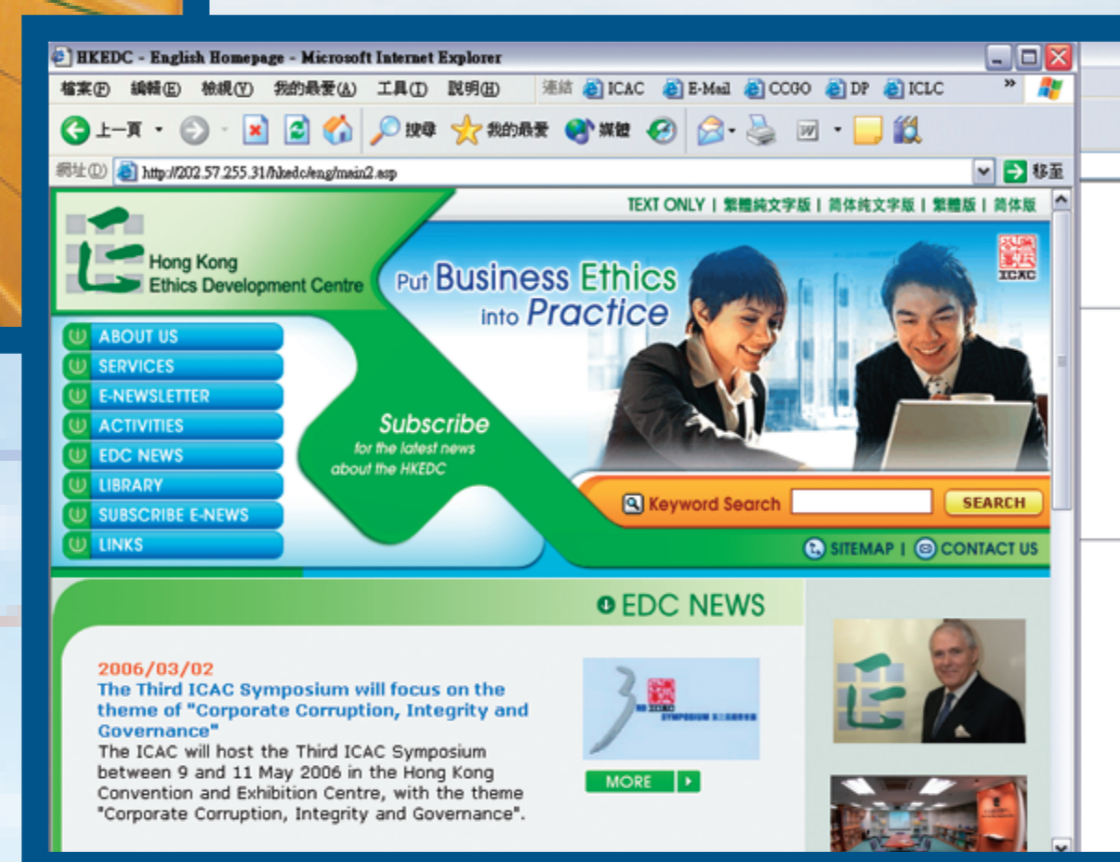 HKEDC - English Homepage - Microsoft Internet Explorer
檔案(F) 編輯(E) 檢視(V) 我的最愛(A) 工具(T) 說明(H) 連結 ICAC E-Mail CCGO DP ICLC »
上一頁 搜尋 我的最愛 媒體
網址(D) http://202.57.255.31/hkedc/eng/main2.asp 移至
TEXT ONLY | 繁體純文字版 | 简体纯文字版 | 繁體版 | 简体版
Hong Kong
Ethics Development Centre
Put Business Ethics
into Practice
ICAC
ABOUT US
SERVICES
E-NEWSLETTER
ACTIVITIES
EDC NEWS
LIBRARY
SUBSCRIBE E-NEWS
LINKS
Subscribe
for the latest news
about the HKEDC
Keyword Search SEARCH
SITEMAP | CONTACT US
EDC NEWS
2006/03/02
The Third ICAC Symposium will focus on the
theme of "Corporate Corruption, Integrity and
Governance"
The ICAC will host the Third ICAC Symposium
between 9 and 11 May 2006 in the Hong Kong
Convention and Exhibition Centre, with the theme
"Corporate Corruption, Integrity and Governance".
3
SYMPOSIUM
MORE